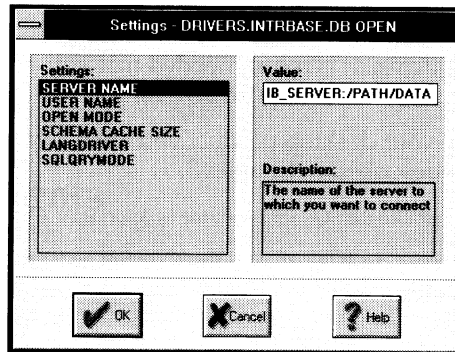 Settings - DRIVERS.INTRBASE.DB OPEN
Settings:
SERVER NAME
USER NAME
OPEN MODE
SCHEMA CACHE SIZE
LANGDRIVER
SQLQRYMODE
Value:
IB_SERVER:/PATH/DATA
Description:
The name of the server to
which you want to connect
OK
Cancel
Help